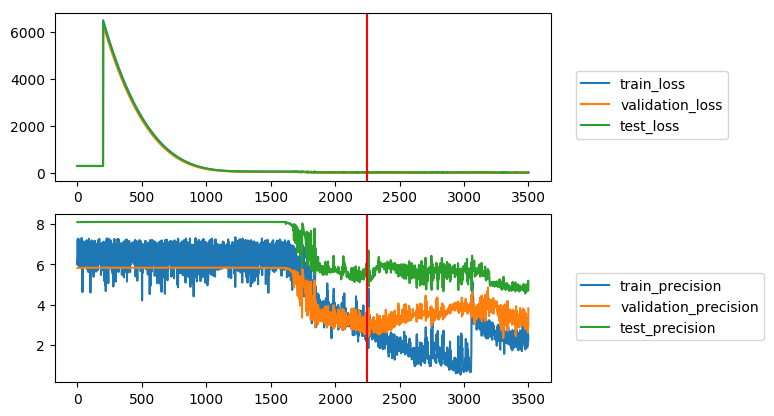 6000
4000
2000
0
0 500 1000 1500 2000 2500 3000 3500
train_loss
validation_loss
test_loss
8
6
4
2
0 500 1000 1500 2000 2500 3000 3500
train_precision
validation_precision
test_precision